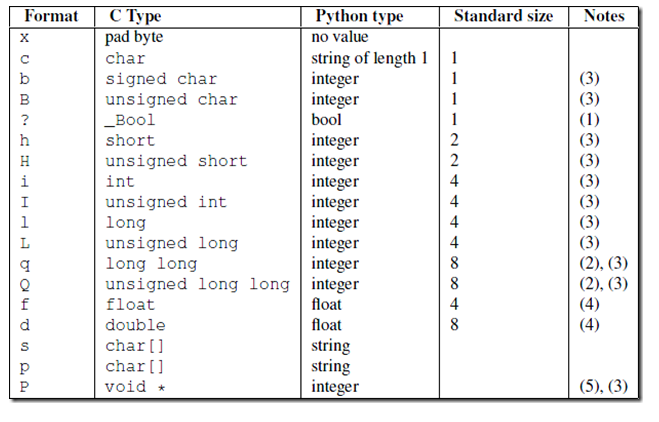 Format C Type Python type Standard size Notes
x pad byte no value
c char string of length 1 1
b signed char integer 1 (3)
B unsigned char integer 1 (3)
? _Bool bool 1 (1)
h short integer 2 (3)
H unsigned short integer 2 (3)
i int integer 4 (3)
I unsigned int integer 4 (3)
l long integer 4 (3)
L unsigned long integer 4 (3)
q long long integer 8 (2), (3)
Q unsigned long long integer 8 (2), (3)
f float float 4 (4)
d double float 8 (4)
s char[] string
p char[] string
P void * integer (5), (3)